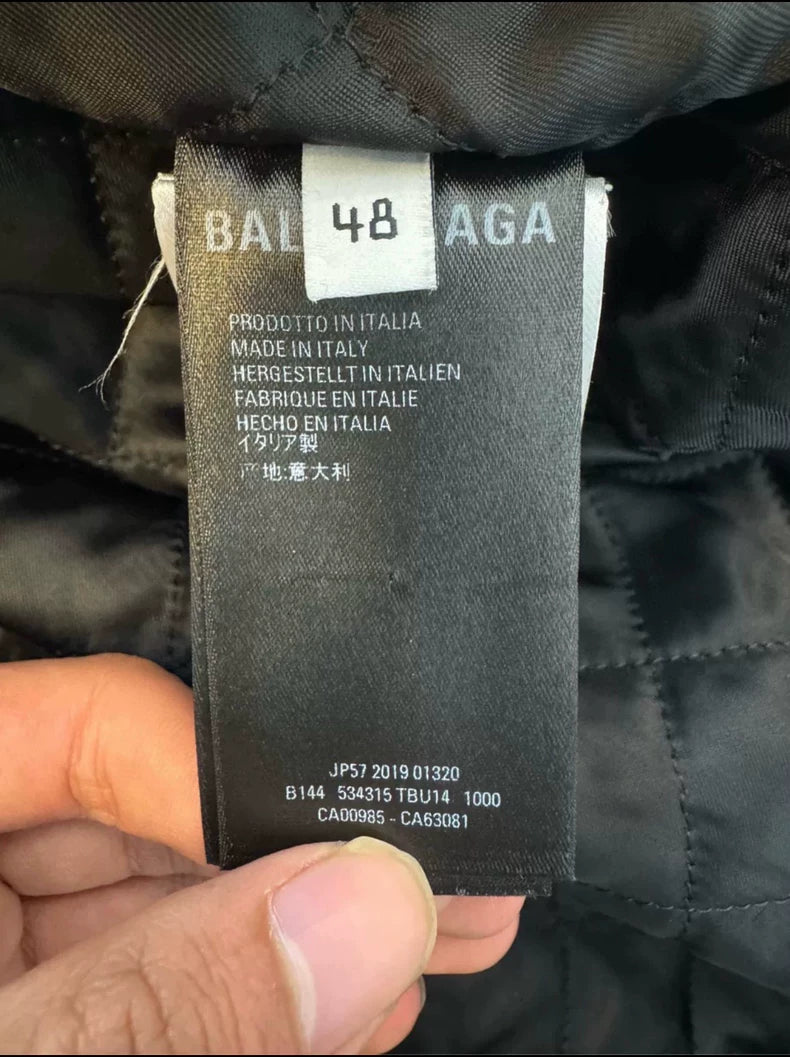 BAL AGA
48
PRODOTTO IN ITALIA
MADE IN ITALY
HERGESTELLT IN ITALIEN
FABRIQUE EN ITALIE
HECHO EN ITALIA
イタリア製
产地:意大利
JP57 2019 01320
B144 534315 TBU14 1000
CA00985 - CA63081